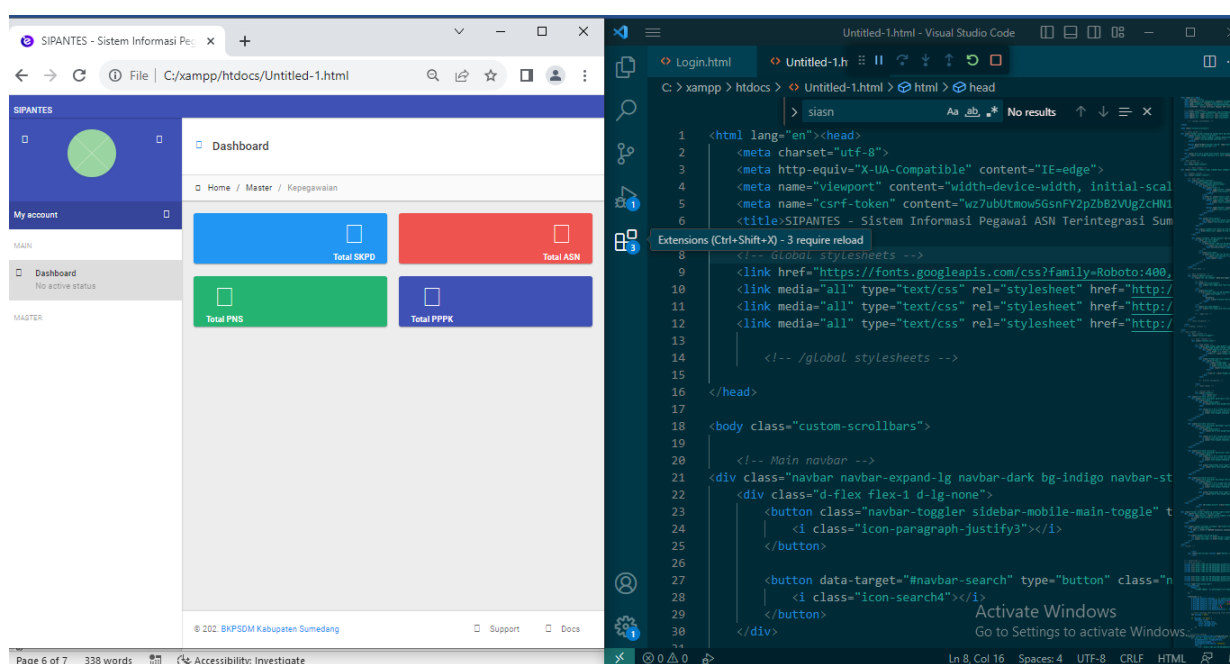 SIPANTES - Sistem Informasi Peg
File | C:/xampp/htdocs/Untitled-1.html
SIPANTES
Dashboard
Home / Master / Kepegawaian
My account
MAIN
Dashboard
No active status
MASTER
Total SKPD
Total ASN
Total PNS
Total PPPK
© 202. BKPSDM Kabupaten Sumedang
Support
Docs
Page 6 of 7 338 words Accessibility: Investigate
Untitled-1.html - Visual Studio Code
Login.html
Untitled-1.h
C: > xampp > htdocs > Untitled-1.html > html > head
siasn
Aa ab No results
1 <html lang="en"><head>
2 <meta charset="utf-8">
3 <meta http-equiv="X-UA-Compatible" content="IE=edge">
4 <meta name="viewport" content="width=device-width, initial-scal
5 <meta name="csrf-token" content="wz7ubUtmow5GsnFY2pZbB2VUgZcHN1
6 <title>SIPANTES - Sistem Informasi Pegawai ASN Terintegrasi Sum
Extensions (Ctrl+Shift+X) - 3 require reload
8 <!-- Global stylesheets -->
9 <link href="https://fonts.googleapis.com/css?family=Roboto:400,
10 <link media="all" type="text/css" rel="stylesheet" href="http:/
11 <link media="all" type="text/css" rel="stylesheet" href="http:/
12 <link media="all" type="text/css" rel="stylesheet" href="http:/
13
14 <!-- /global stylesheets -->
15
16 </head>
17
18 <body class="custom-scrollbars">
19
20 <!-- Main navbar -->
21 <div class="navbar navbar-expand-lg navbar-dark bg-indigo navbar-st
22 <div class="d-flex flex-1 d-lg-none">
23 <button class="navbar-toggler sidebar-mobile-main-toggle" t
24 <i class="icon-paragraph-justify3"></i>
25 </button>
26
27 <button data-target="#navbar-search" type="button" class="n
28 <i class="icon-search4"></i>
29 </button>
30 </div>
1
3
1
Activate Windows
Go to Settings to activate Windows.
0 0 Ln 8, Col 16 Spaces: 4 UTF-8 CRLF HTML